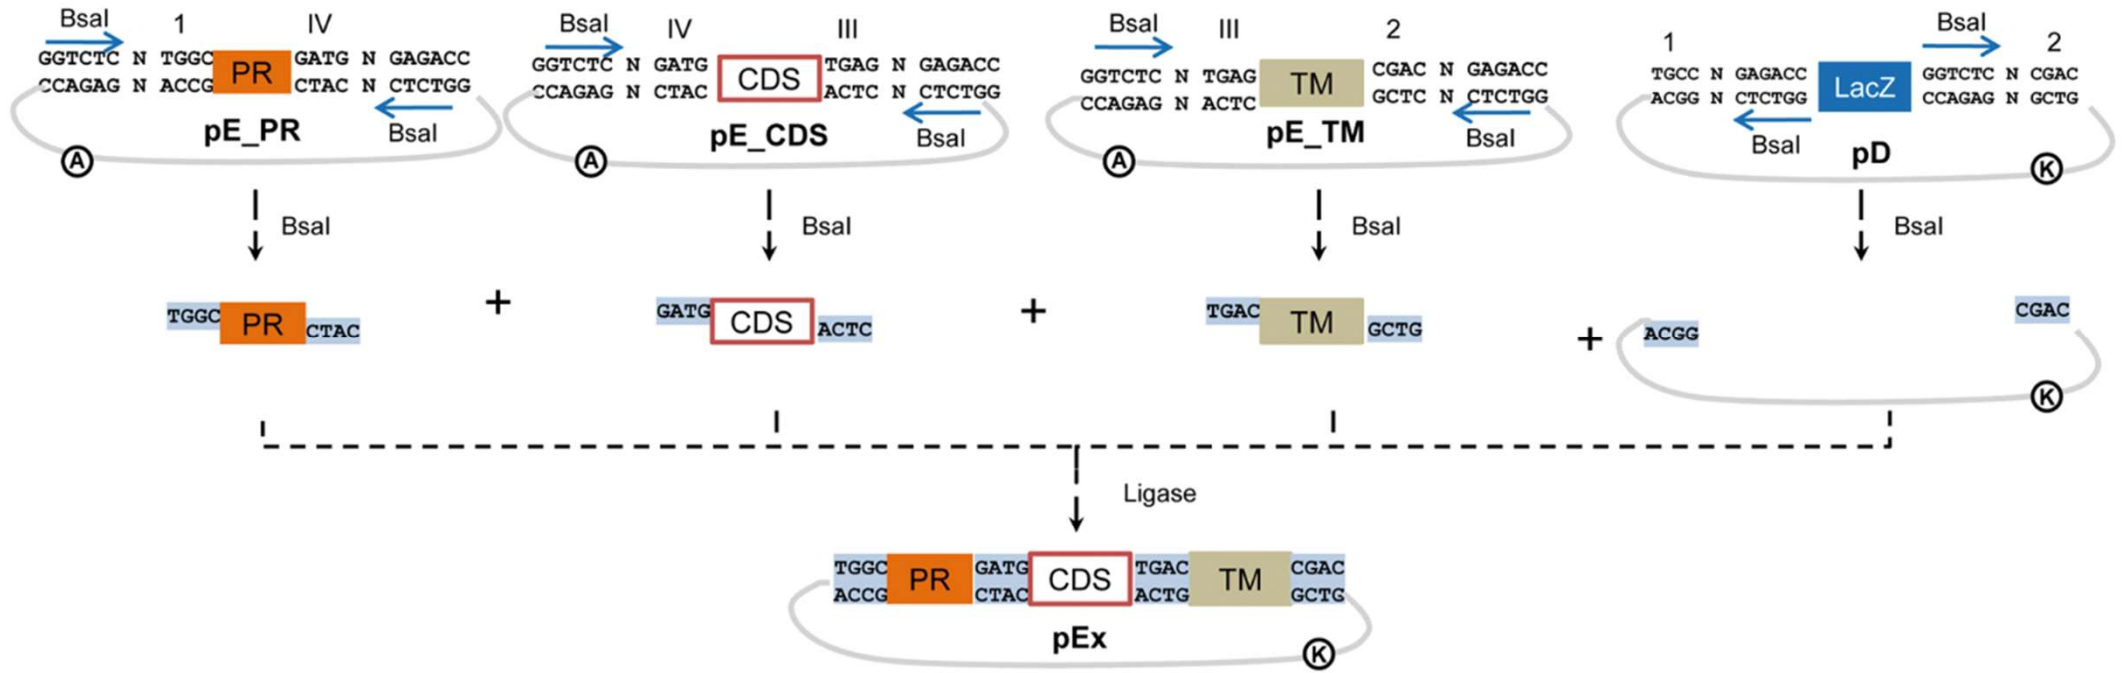 BsaI 1 IV
GGTCTC N TGGC PR GATG N GAGACC
CCAGAG N ACCG CTAC N CTCTGG
BsaI
pE_PR
A
BsaI IV III
GGTCTC N GATG CDS TGAG N GAGACC
CCAGAG N CTAC ACTC N CTCTGG
BsaI
pE_CDS
A
BsaI III 2
GGTCTC N TGAG TM CGAC N GAGACC
CCAGAG N ACTC GCTC N CTCTGG
BsaI
pE_TM
A
1 BsaI 2
TGCC N GAGACC LacZ GGTCTC N CGAC
ACGG N CTCTGG CCAGAG N GCTG
BsaI
pD
K
BsaI BsaI BsaI BsaI
TGGC PR CTAC + GATG CDS ACTC + TGAC TM GCTG + ACGG CGAC
K
Ligase
TGGC PR GATG CDS TGAC TM CGAC
ACCG CTAC ACTG GCTG
pEx
K